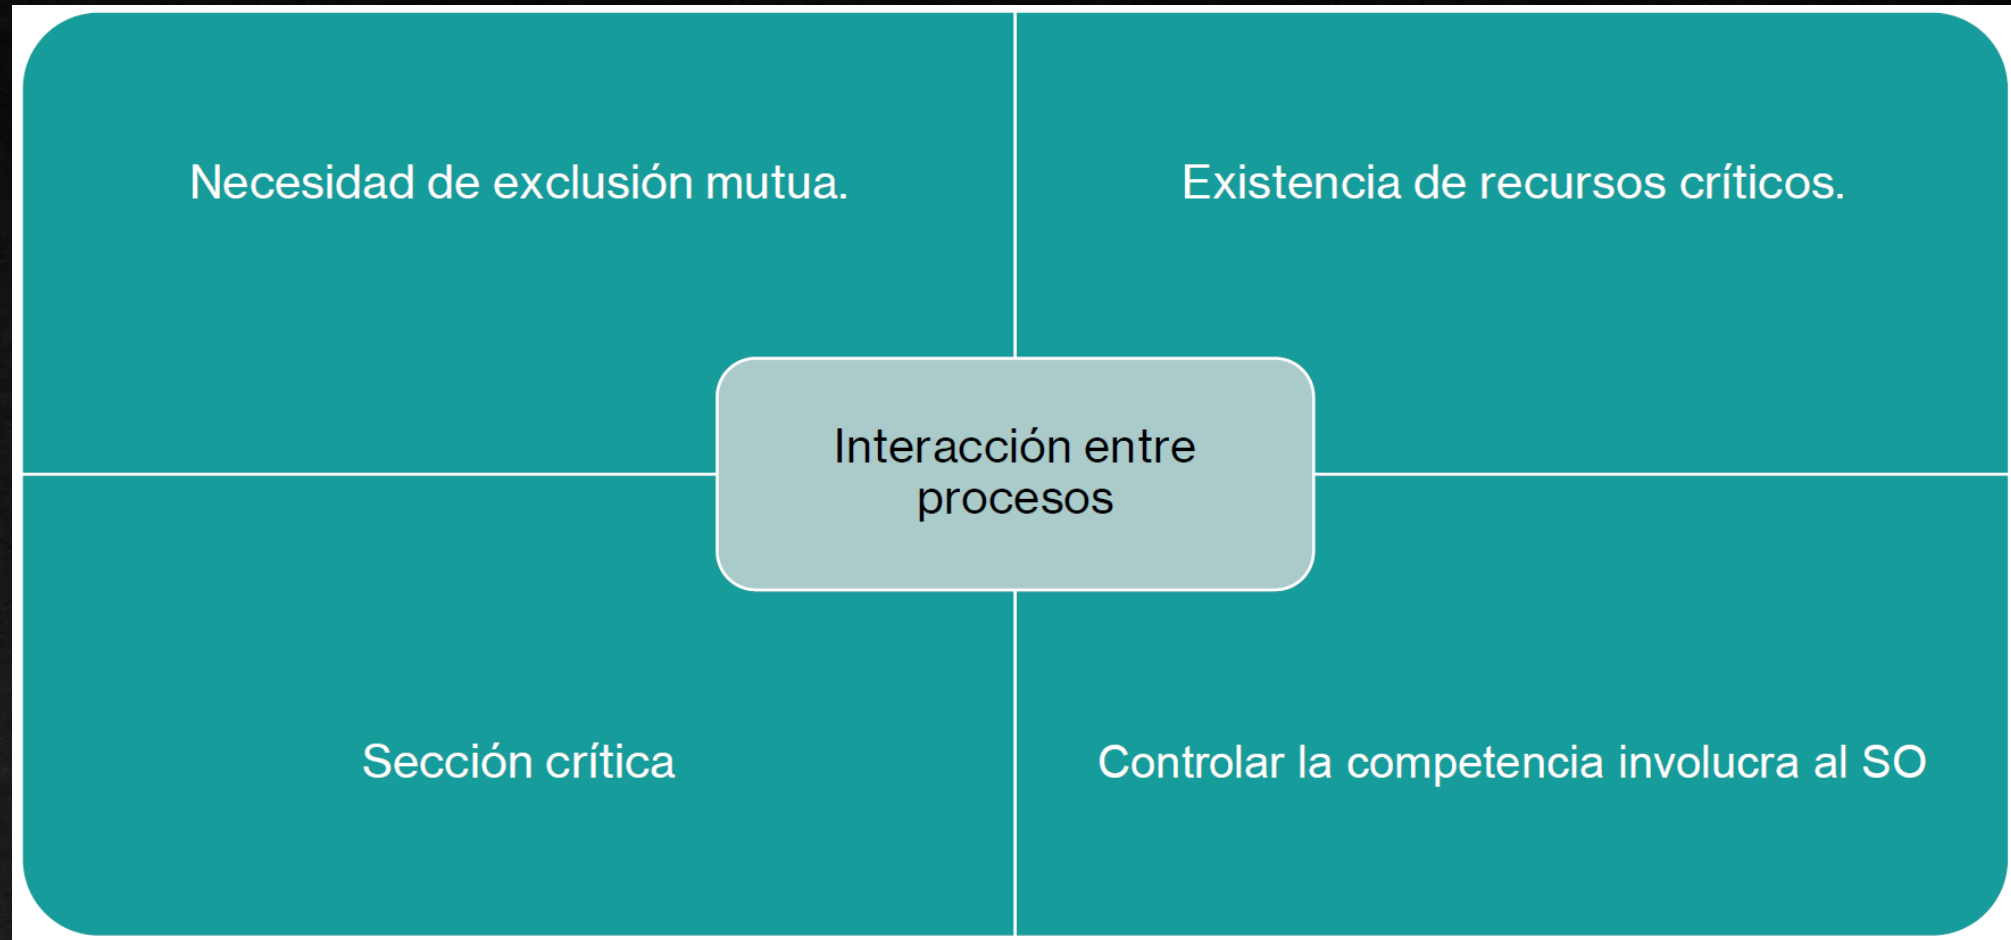 Necesidad de exclusión mutua.
Existencia de recursos críticos.
Interacción entre
procesos
Sección crítica
Controlar la competencia involucra al SO